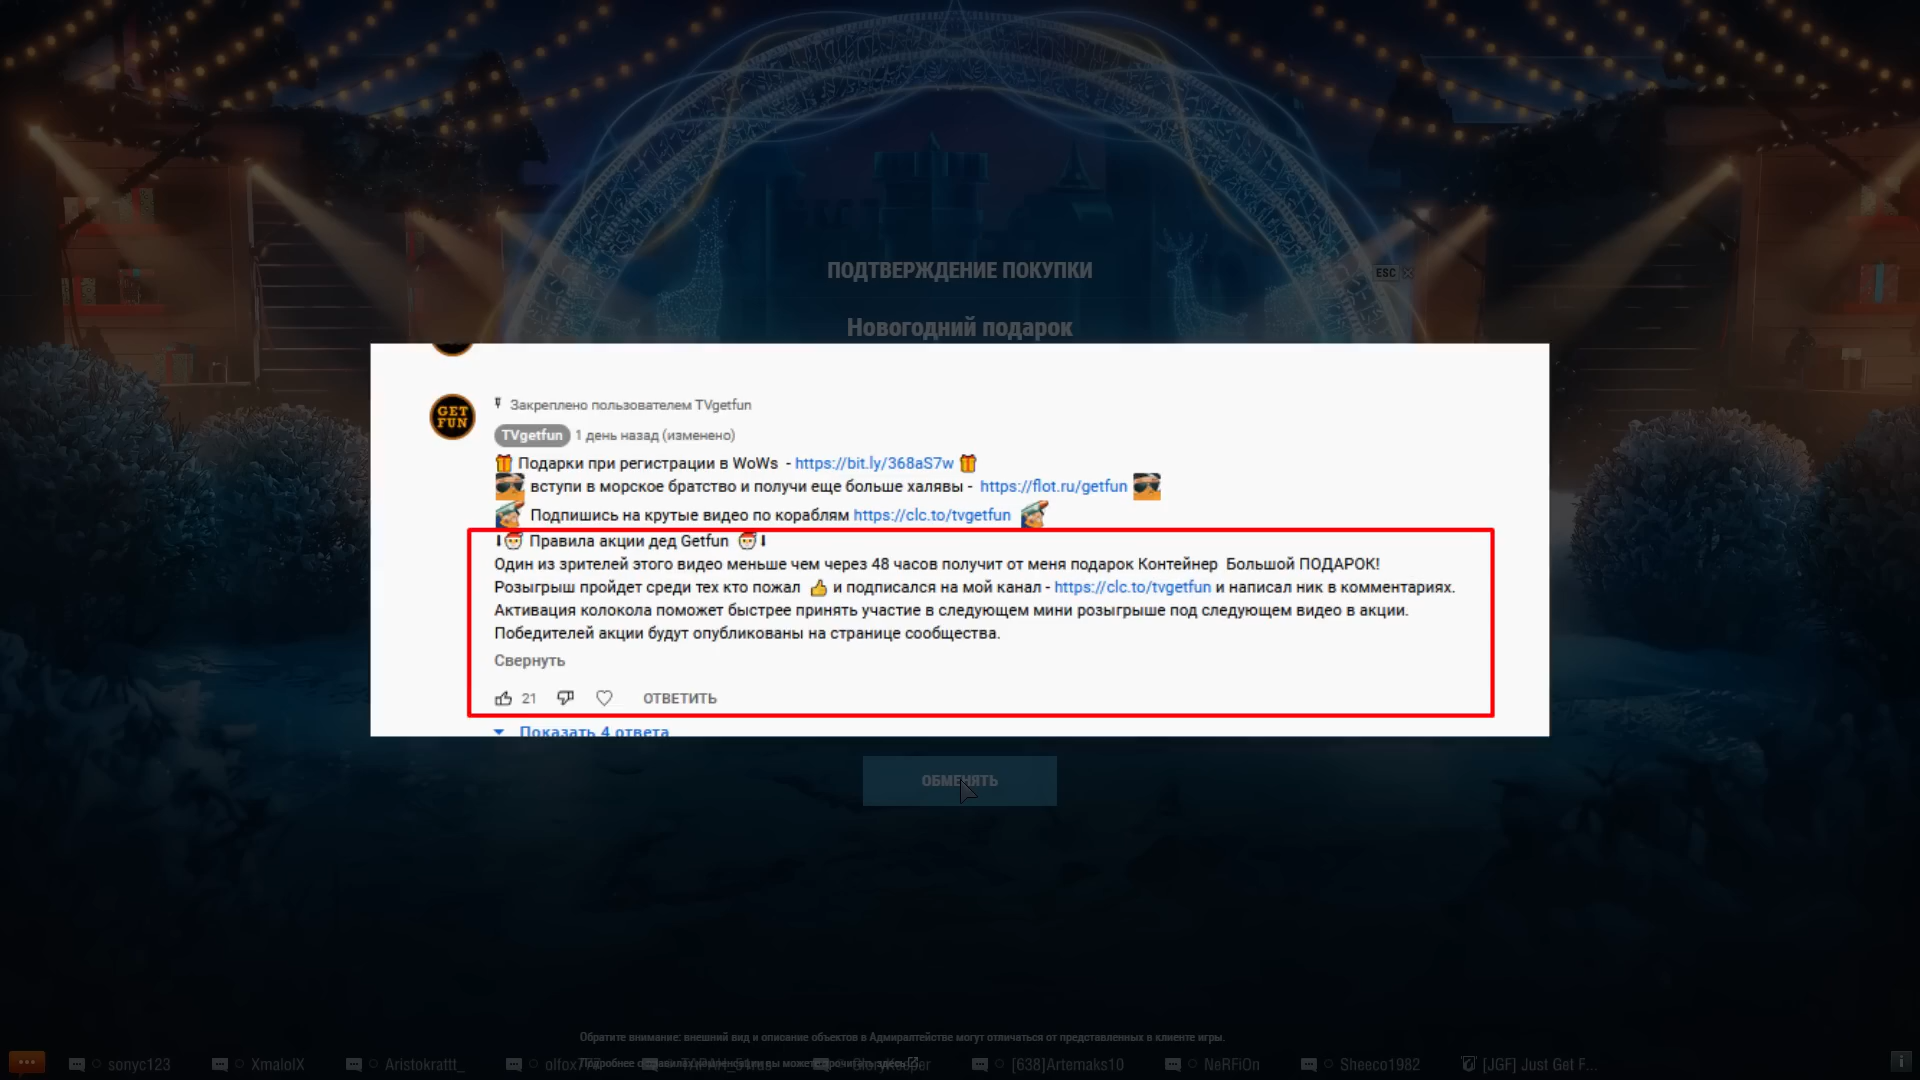 ПОДТВЕРЖДЕНИЕ ПОКУПКИ
ESC
Новогодний подарок
GET FUN
Закреплено пользователем TVgetfun
TVgetfun 1 день назад (изменено)
🎁 Подарки при регистрации в WoWs - https://bit.ly/368aS7w 🎁
вступи в морское братство и получи еще больше халявы - https://flot.ru/getfun
Подпишись на крутые видео по кораблям https://clc.to/tvgetfun
Правила акции дед Getfun
Один из зрителей этого видео меньше чем через 48 часов получит от меня подарок Контейнер Большой ПОДАРОК!
Розыгрыш пройдет среди тех кто пожал 👍 и подписался на мой канал - https://clc.to/tvgetfun и написал ник в комментариях.
Активация колокола поможет быстрее принять участие в следующем мини розыгрыше под следующем видео в акции.
Победителей акции будут опубликованы на странице сообщества.
Свернуть
21 ОТВЕТИТЬ
Показать 4 ответа
ОБМЕНЯТЬ
Обратите внимание: внешний вид и описание объектов в Адмиралтействе могут отличаться от представленных в клиенте игры.
sonyc123 XmaloIX Aristokrattt_ [638]Artemaks10 NeRFiOn Sheeco1982 [JGF] Just Get F...